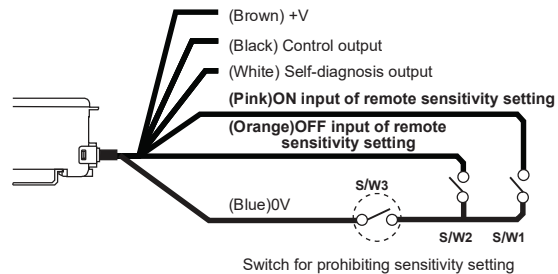 (Brown) +V
(Black) Control output
(White) Self-diagnosis output
(Pink)ON input of remote sensitivity setting
(Orange)OFF input of remote
sensitivity setting
S/W3
(Blue)0V
S/W2
S/W1
Switch for prohibiting sensitivity setting